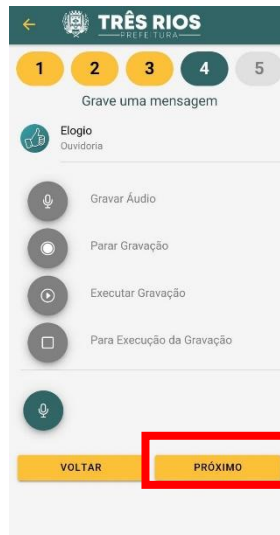 TRÊS RIOS
PREFEITURA
1 2 3 4 5
Grave uma mensagem
Elogio
Ouvidoria
Gravar Áudio
Parar Gravação
Executar Gravação
Para Execução da Gravação
VOLTAR PRÓXIMO